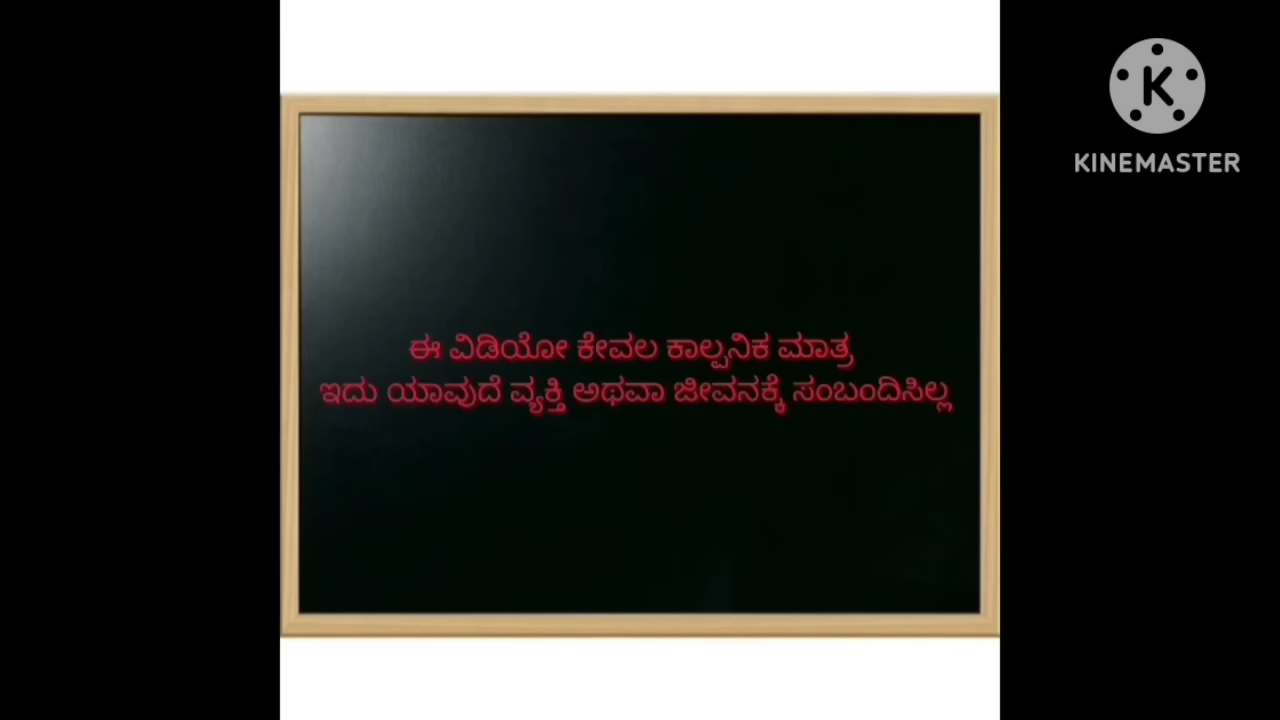 ಈ ವಿಡಿಯೋ ಕೇವಲ ಕಾಲ್ಪನಿಕ ಮಾತ್ರ
ಇದು ಯಾವುದೆ ವ್ಯಕ್ತಿ ಅಥವಾ ಜೀವನಕ್ಕೆ ಸಂಬಂದಿಸಿಲ್ಲ
K
KINEMASTER